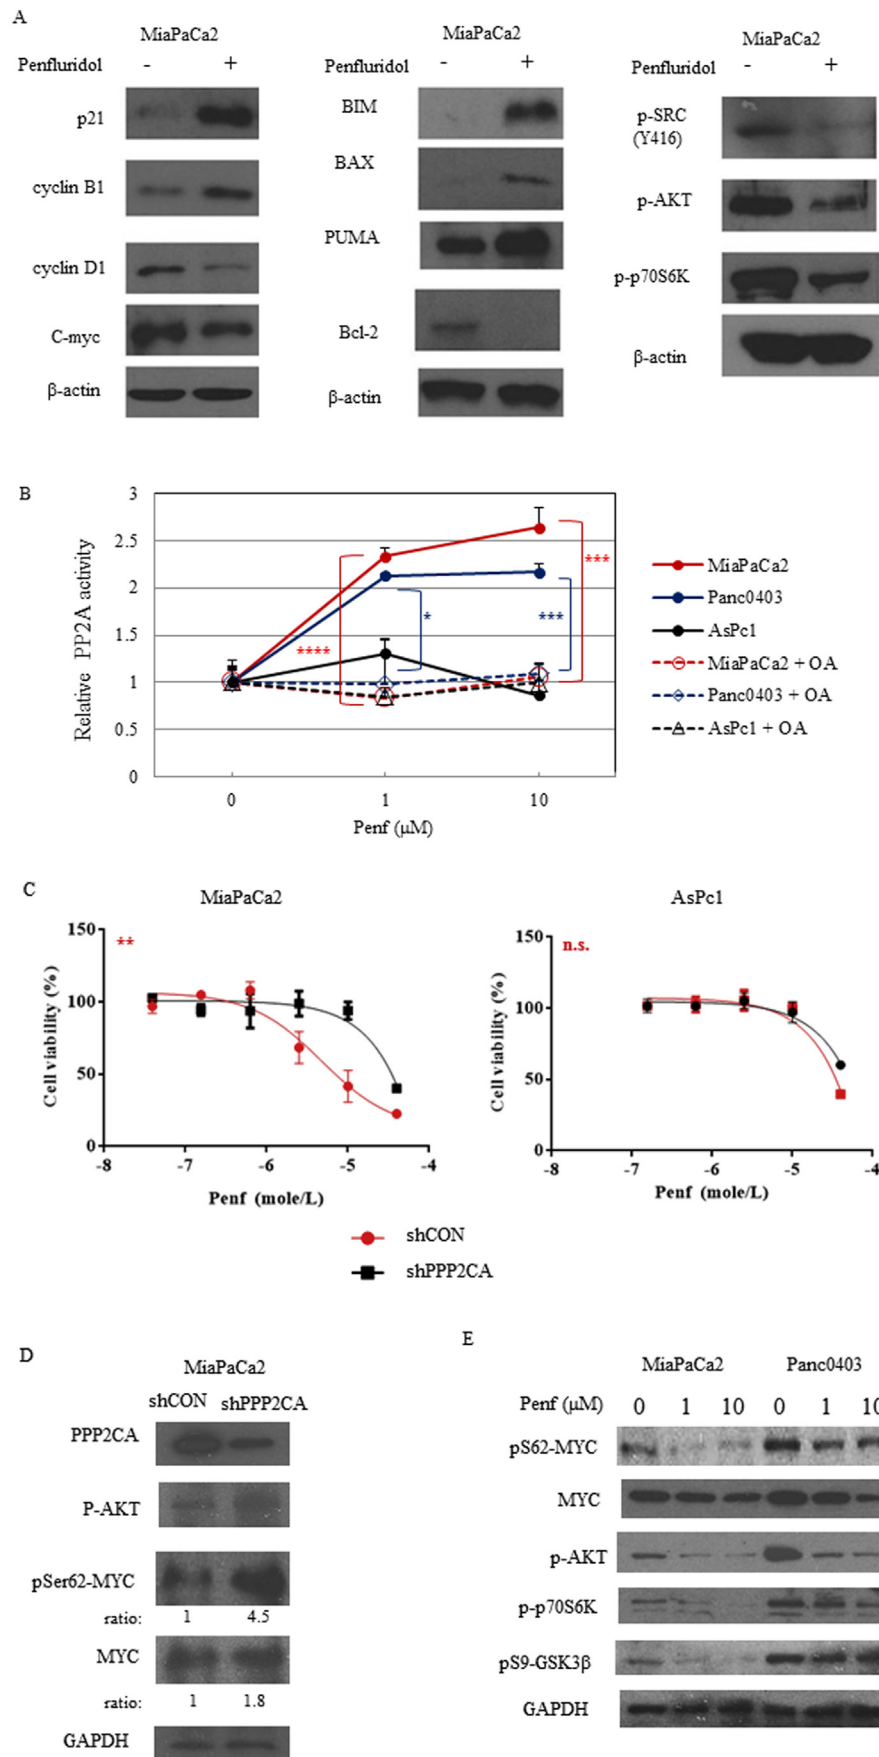 A
MiaPaCa2
Penfluridol - +
p21
cyclin B1
cyclin D1
C-myc
β-actin
MiaPaCa2
Penfluridol - +
BIM
BAX
PUMA
Bcl-2
β-actin
MiaPaCa2
Penfluridol - +
p-SRC
(Y416)
p-AKT
p-p70S6K
β-actin
B
Relative PP2A activity
3
2.5
2
1.5
1
0.5
0
0 1 10
Penf (μM)
****
*
***
***
MiaPaCa2
Panc0403
AsPc1
MiaPaCa2 + OA
Panc0403 + OA
AsPc1 + OA
C
MiaPaCa2
**
Cell viability (%)
150
100
50
0
-8 -7 -6 -5 -4
Penf (mole/L)
AsPc1
n.s.
Cell viability (%)
150
100
50
0
-8 -7 -6 -5 -4
Penf (mole/L)
shCON
shPPP2CA
D
MiaPaCa2
shCON shPPP2CA
PPP2CA
P-AKT
pSer62-MYC
ratio: 1 4.5
MYC
ratio: 1 1.8
GAPDH
E
MiaPaCa2 Panc0403
Penf (μM) 0 1 10 0 1 10
pS62-MYC
MYC
p-AKT
p-p70S6K
pS9-GSK3β
GAPDH